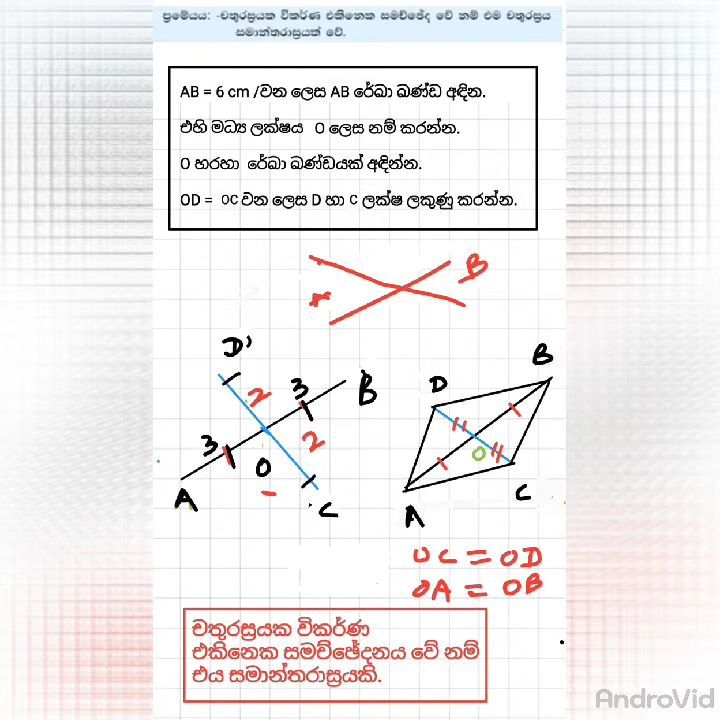 ප්‍රමේයය: -චතුරස්‍රයක විකර්ණ එකිනෙක සමච්ඡේද වේ නම් එම චතුරස්‍රය
සමාන්තරාස්‍රයක් වේ.
AB = 6 cm /වන ලෙස AB රේඛා ඛණ්ඩ අඳින.
එහි මධ්‍ය ලක්ෂය O ලෙස නම් කරන්න.
O හරහා රේඛා ඛණ්ඩයක් අඳින්න.
OD = OC වන ලෙස D හා C ලක්ෂ ලකුණු කරන්න.
B
D'
2
3
B
3
2
O
A
C
B
D
O
C
A
OC = OD
OA = OB
චතුරස්‍රයක විකර්ණ
එකිනෙක සමච්ඡේදනය වේ නම්
එය සමාන්තරාස්‍රයකි.
AndroVid